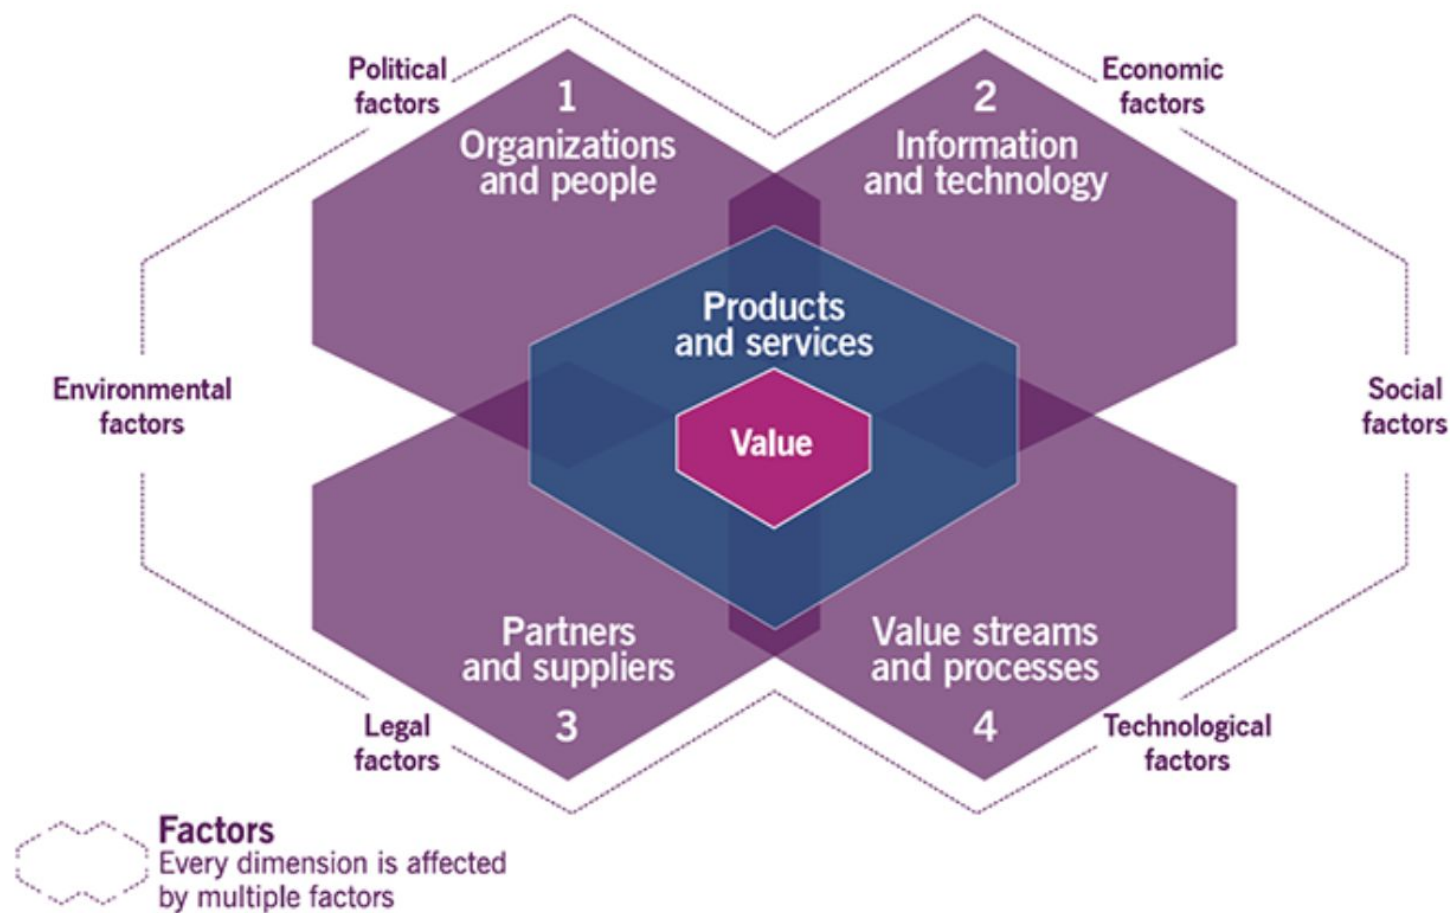 Political
factors
1
Organizations
and people
2
Information
and technology
Economic
factors
Products
and services
Value
Environmental
factors
Social
factors
Partners
and suppliers
3
Value streams
and processes
4
Legal
factors
Technological
factors
Factors
Every dimension is affected
by multiple factors